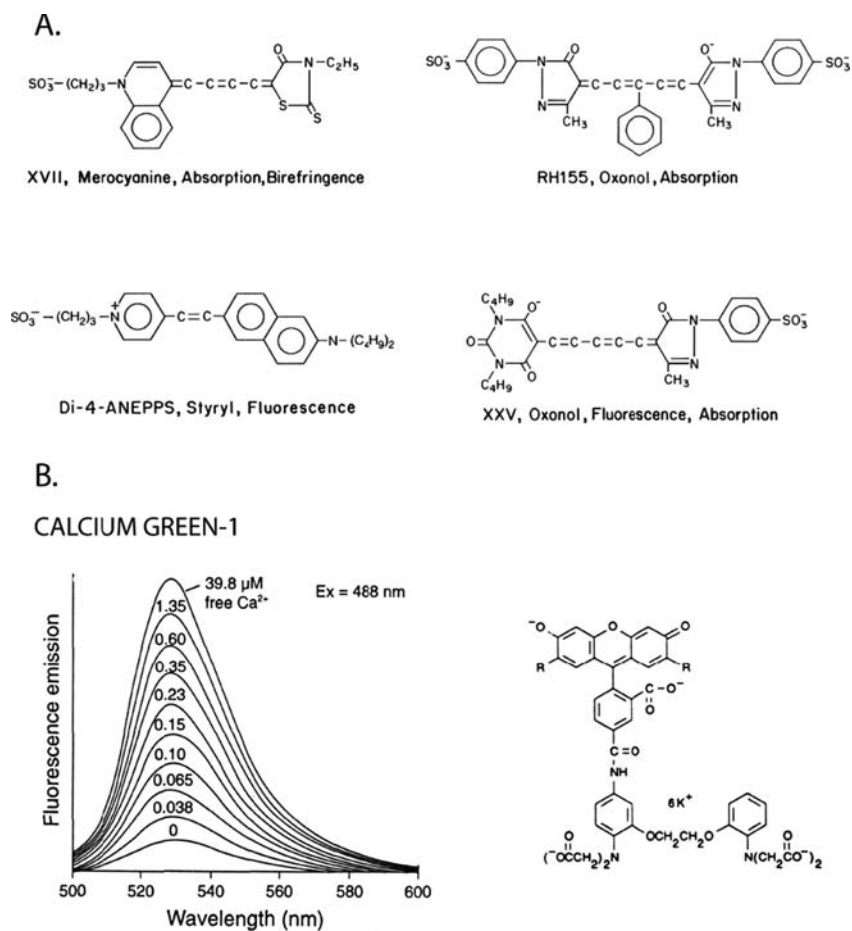 A.
SO₃⁻–(CH₂)₃ N C=C–C=C–C=C O N–C₂H₅ S S
XVII, Merocyanine, Absorption, Birefringence
SO₃⁻ N O N CH₃ C–C=C–C=C O⁻ N N CH₃ SO₃⁻
RH155, Oxonol, Absorption
SO₃⁻–(CH₂)₃–N + C=C N–(C₄H₉)₂
Di-4-ANEPPS, Styryl, Fluorescence
C₄H₉ O⁻ N O N O C₄H₉ C=C–C=C–C O N N CH₃ SO₃⁻
XXV, Oxonol, Fluorescence, Absorption
B.
CALCIUM GREEN-1
Fluorescence emission
39.8 µM
free Ca²⁺
Ex = 488 nm
1.35
0.60
0.35
0.23
0.15
0.10
0.065
0.038
0
500 520 540 560 580 600
Wavelength (nm)
⁻O O O
R R
C–O⁻
O
C=O
NH
6K⁺
OCH₂CH₂O
(⁻OCCH₂)₂N N(CH₂CO⁻)₂
O O